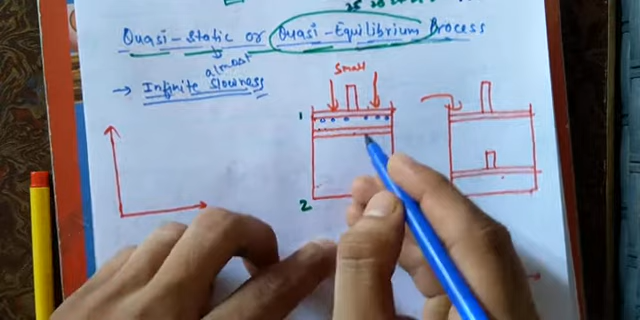 Quasi-Static or Quasi-Equilibrium Process
almost
→ Infinite Slowness
Small
1
2